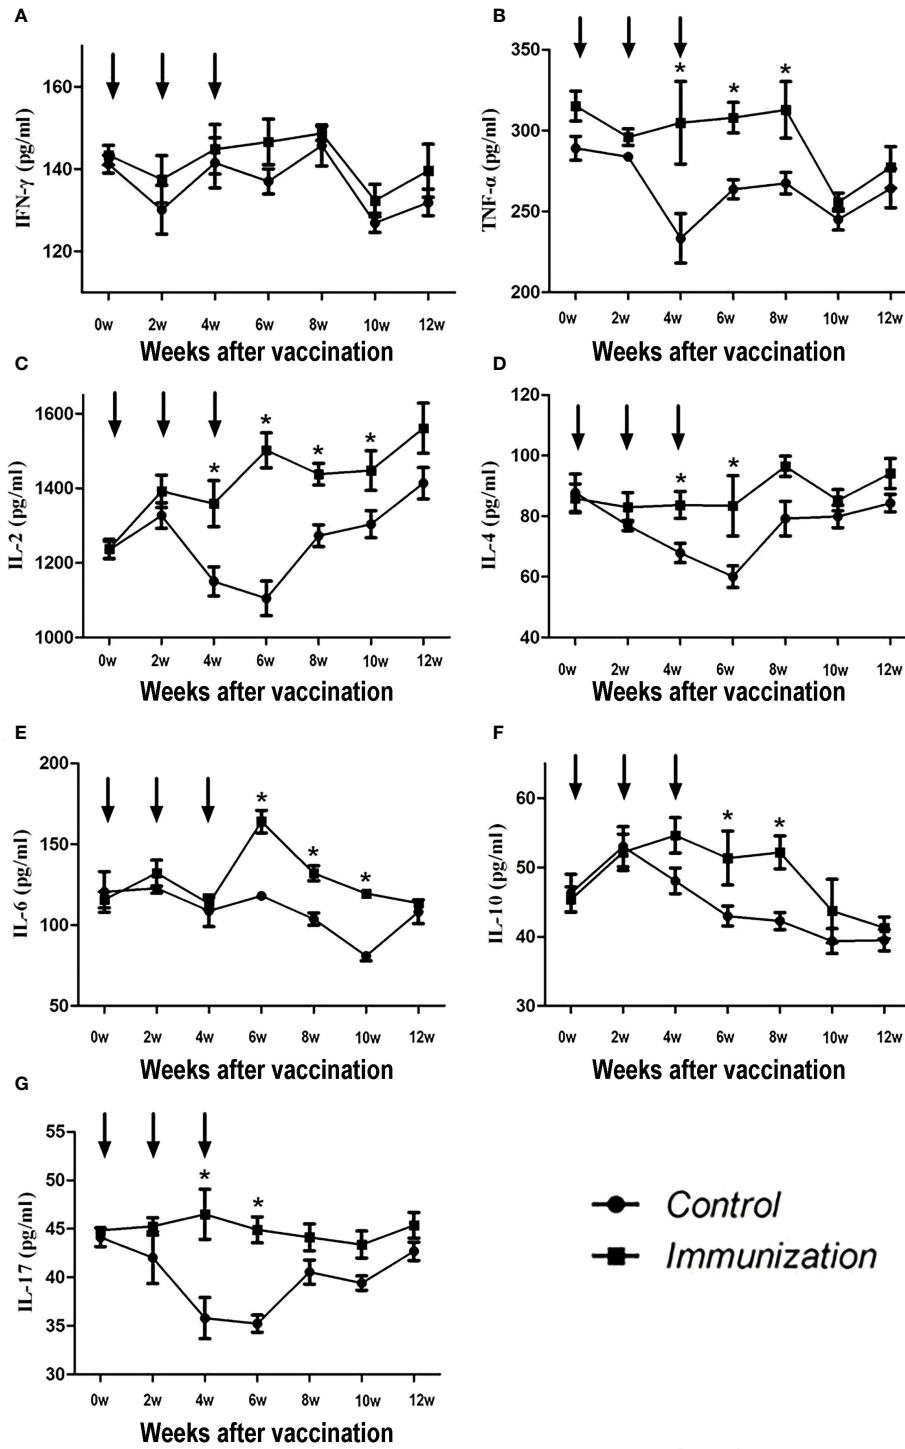 A
IFN-γ (pg/ml)
160
140
120
0w 2w 4w 6w 8w 10w 12w
Weeks after vaccination
B
TNF-α (pg/ml)
350
300
250
200
* * *
0w 2w 4w 6w 8w 10w 12w
Weeks after vaccination
C
IL-2 (pg/ml)
1600
1400
1200
1000
* * * *
0w 2w 4w 6w 8w 10w 12w
Weeks after vaccination
D
IL-4 (pg/ml)
120
100
80
60
40
* *
0w 2w 4w 6w 8w 10w 12w
Weeks after vaccination
E
IL-6 (pg/ml)
200
150
100
50
* * *
0w 2w 4w 6w 8w 10w 12w
Weeks after vaccination
F
IL-10 (pg/ml)
60
50
40
30
* *
0w 2w 4w 6w 8w 10w 12w
Weeks after vaccination
G
IL-17 (pg/ml)
55
50
45
40
35
30
* *
0w 2w 4w 6w 8w 10w 12w
Weeks after vaccination
Control
Immunization